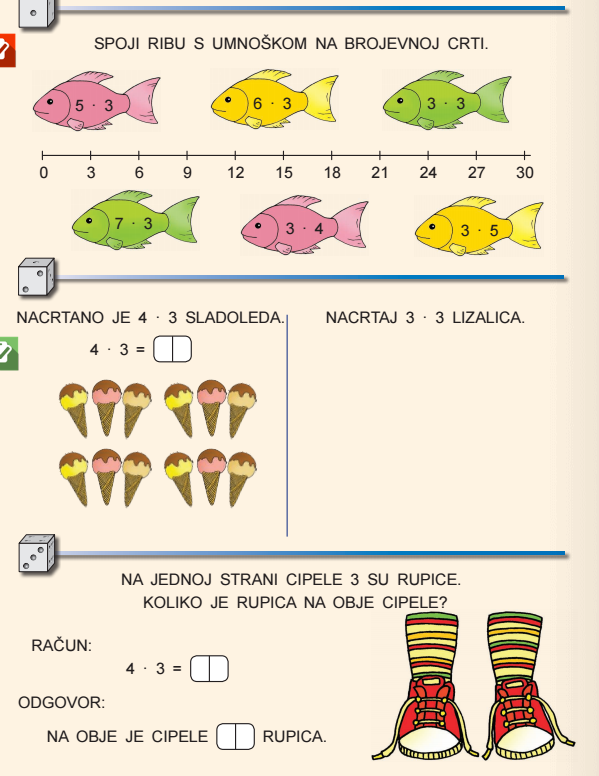 SPOJI RIBU S UMNOŠKOM NA BROJEVNOJ CRTI.
5 · 3
6 · 3
3 · 3
0 3 6 9 12 15 18 21 24 27 30
7 · 3
3 · 4
3 · 5
NACRTANO JE 4 · 3 SLADOLEDA.
4 · 3 =
NACRTAJ 3 · 3 LIZALICA.
NA JEDNOJ STRANI CIPELE 3 SU RUPICE.
KOLIKO JE RUPICA NA OBJE CIPELE?
RAČUN:
4 · 3 =
ODGOVOR:
NA OBJE JE CIPELE RUPICA.